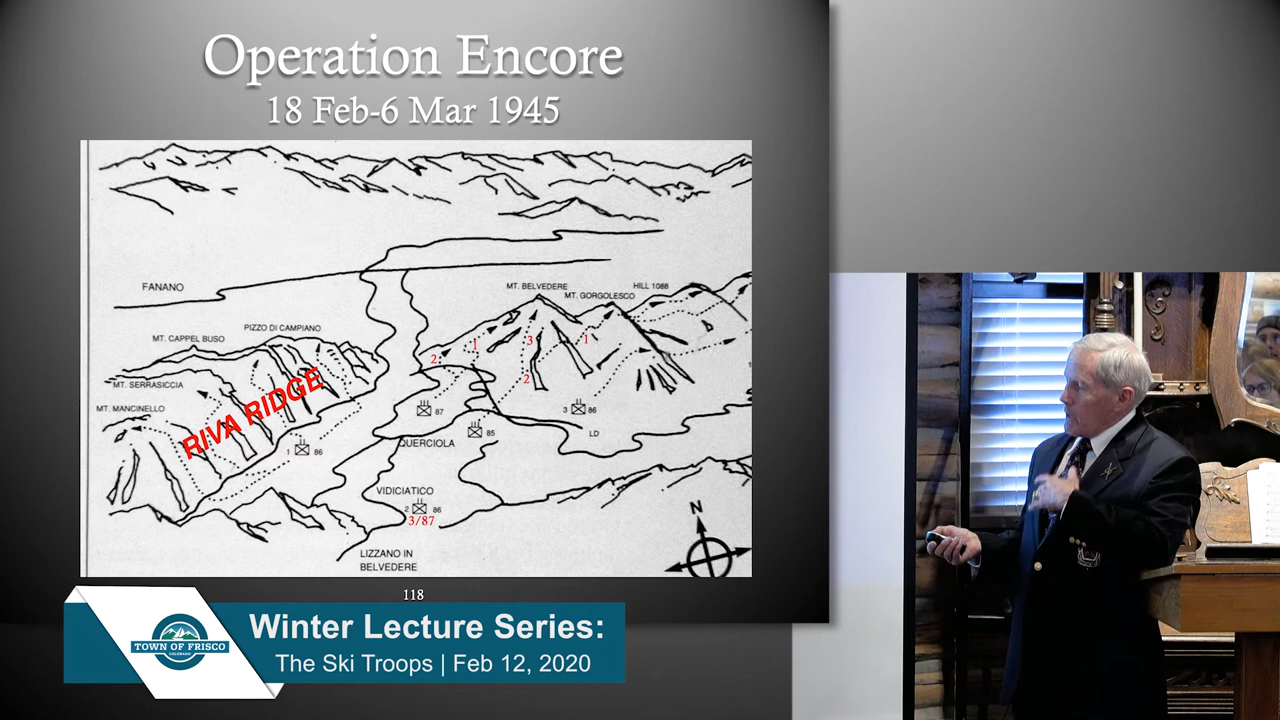 Operation Encore
18 Feb-6 Mar 1945
FANANO
MT. BELVEDERE
HILL 1088
MT. GORGOLESCO
PIZZO DI CAMPIANO
MT. CAPPEL BUSO
MT. SERRASICCIA
MT. MANCINELLO
RIVA RIDGE
2
1
3
1
2
87
3
86
85
LD
QUERCIOLA
1
86
VIDICIATICO
2
86
3/87
LIZZANO IN
BELVEDERE
N
118
TOWN OF FRISCO
COLORADO
Winter Lecture Series:
The Ski Troops | Feb 12, 2020